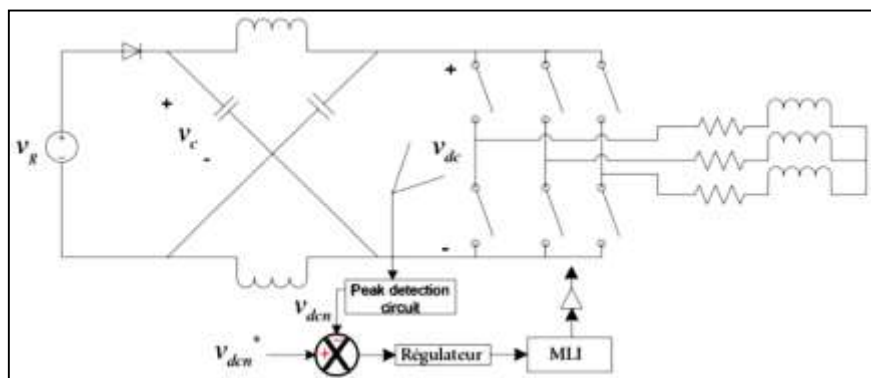 +
v_g
+
-
v_c
+
-
+
v_dc
-
Peak detection
circuit
v_dcn
-
v_dcn*
+
Régulateur
MLI